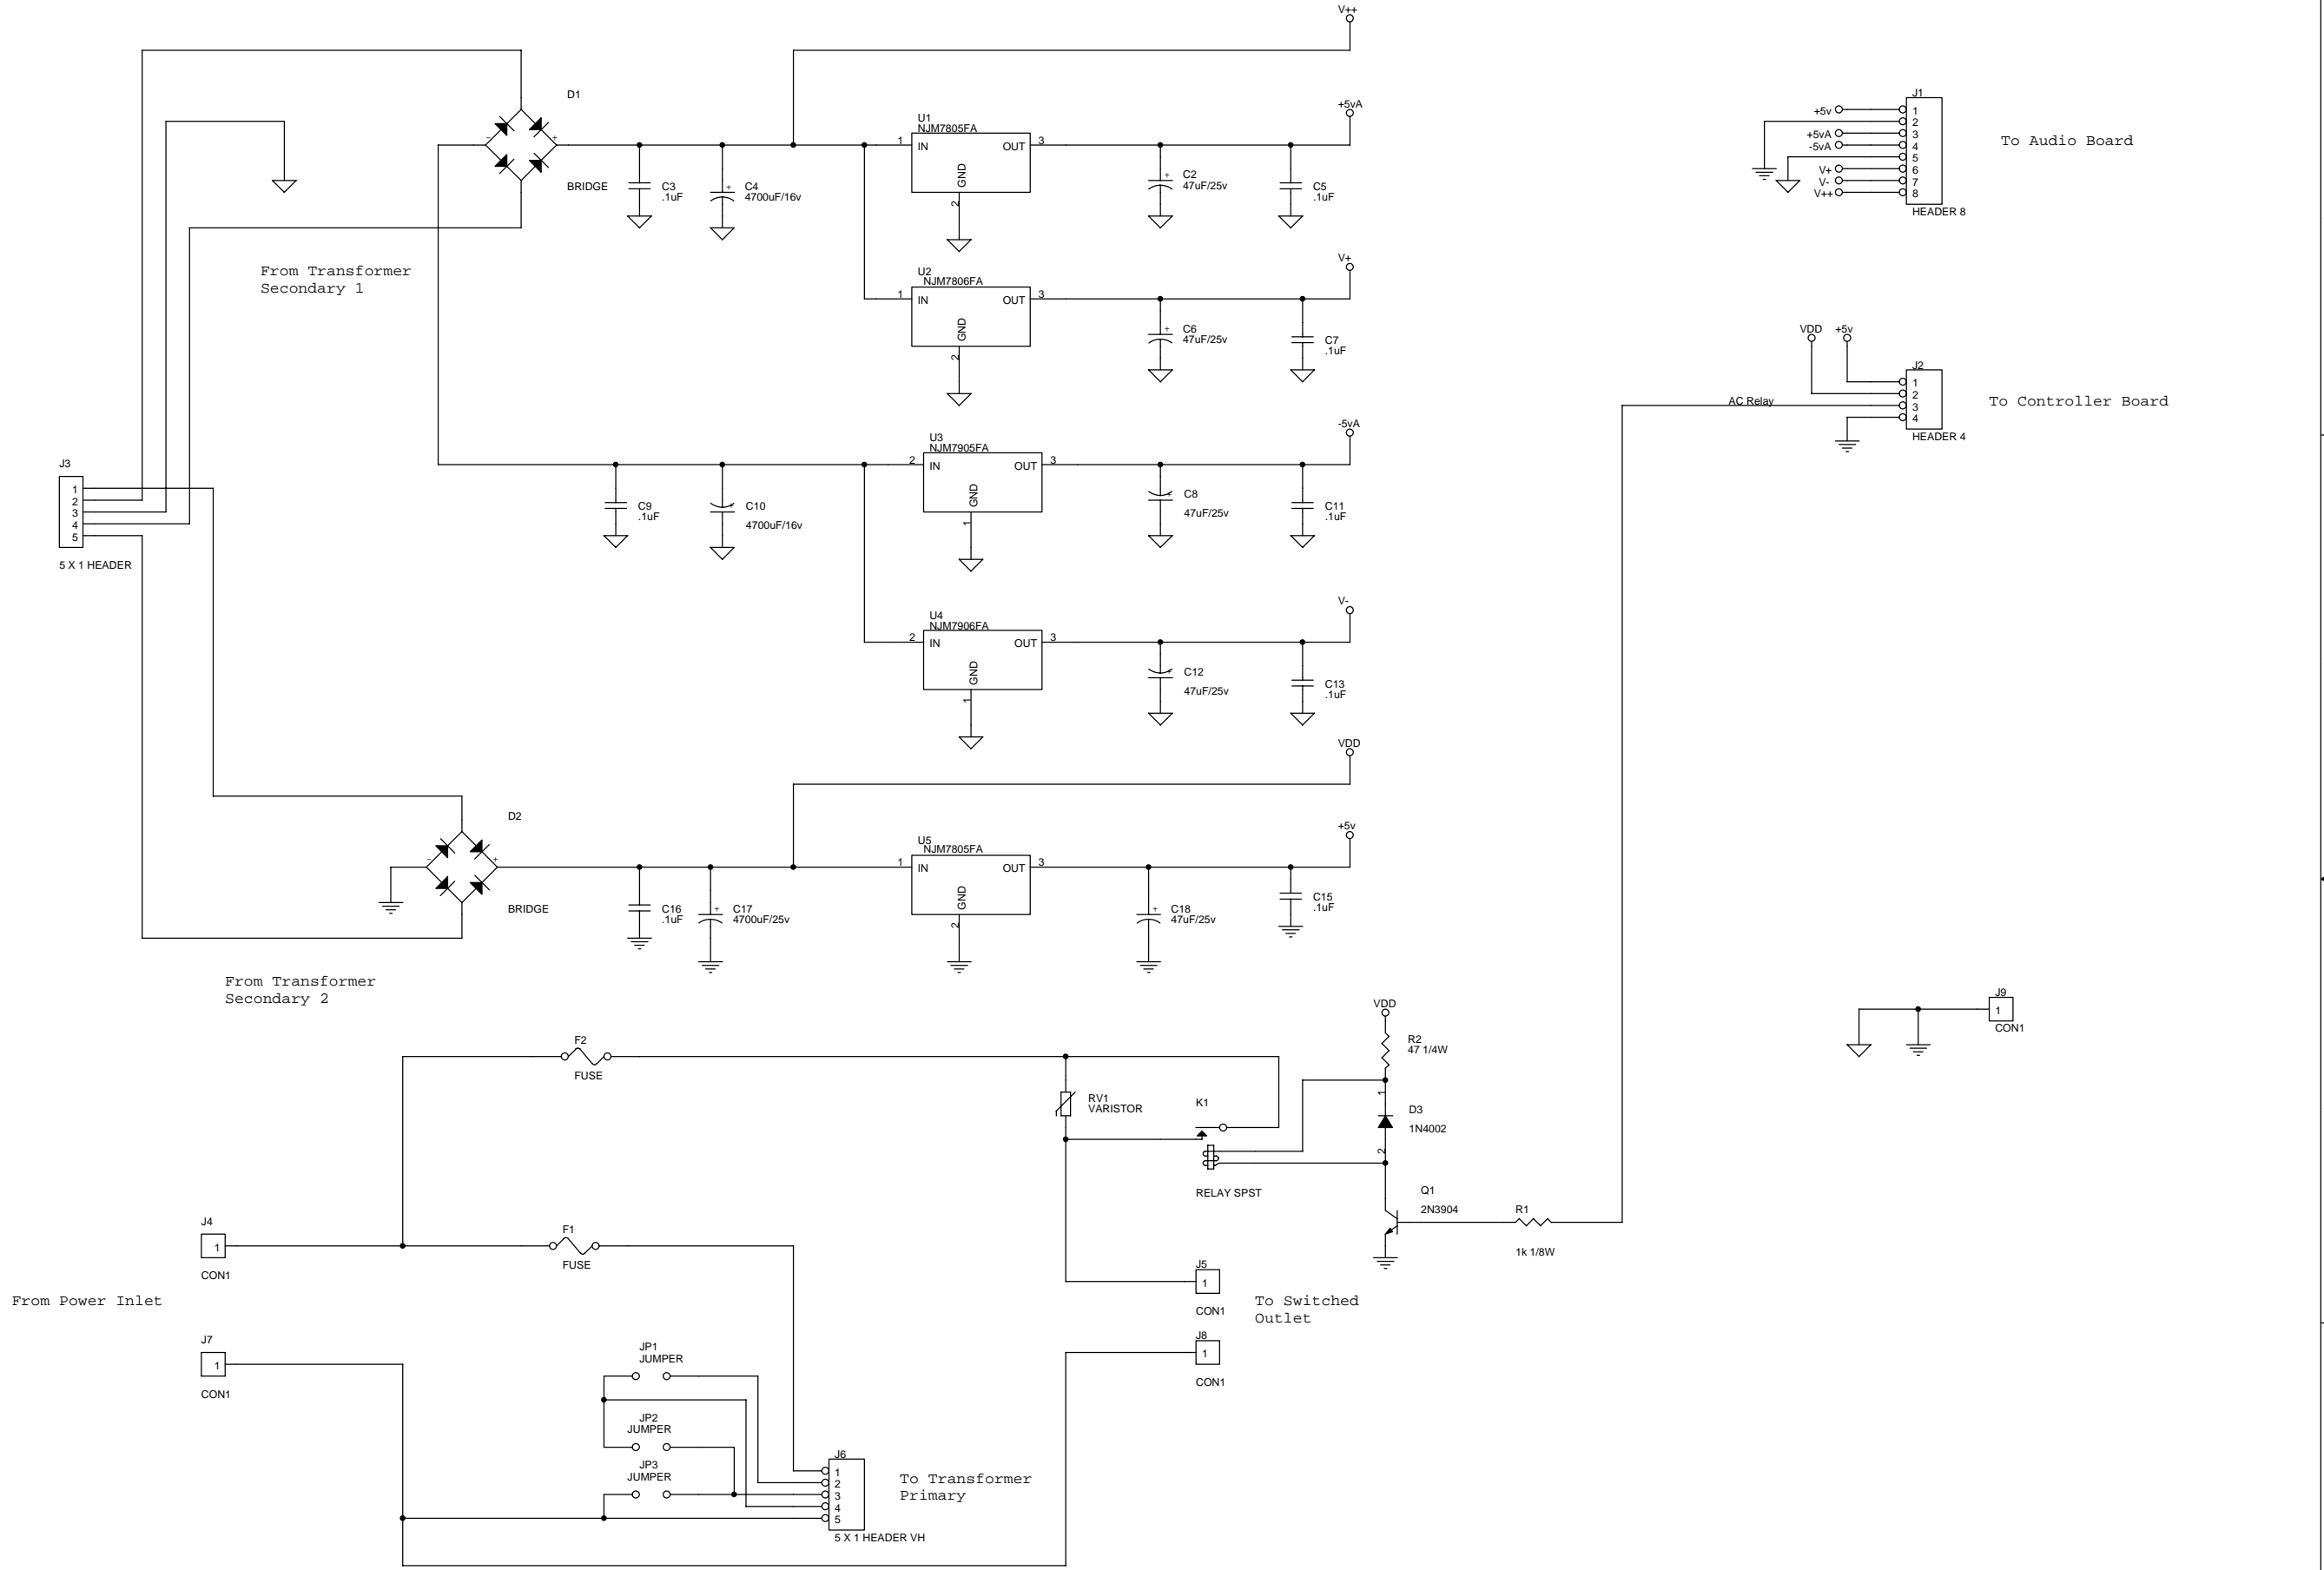 V++
D1
BRIDGE
-
+
C3
.1uF
+
C4
4700uF/16v
U1
NJM7805FA
1
IN
OUT
3
GND
2
+
C2
47uF/25v
C5
.1uF
+5vA
From Transformer
Secondary 1
U2
NJM7806FA
1
IN
OUT
3
GND
2
+
C6
47uF/25v
C7
.1uF
V+
J1
+5v
1
2
+5vA
3
-5vA
4
5
V+
6
V-
7
V++
8
HEADER 8
To Audio Board
VDD
+5v
J2
1
2
AC Relay
3
4
HEADER 4
To Controller Board
J3
1
2
3
4
5
5 X 1 HEADER
C9
.1uF
+
C10
4700uF/16v
U3
NJM7905FA
2
IN
OUT
3
GND
1
+
C8
47uF/25v
C11
.1uF
-5vA
U4
NJM7906FA
2
IN
OUT
3
GND
1
+
C12
47uF/25v
C13
.1uF
V-
VDD
D2
BRIDGE
-
+
C16
.1uF
+
C17
4700uF/25v
U5
NJM7805FA
1
IN
OUT
3
GND
2
+
C18
47uF/25v
C15
.1uF
+5v
From Transformer
Secondary 2
F2
FUSE
RV1
VARISTOR
K1
RELAY SPST
VDD
R2
47 1/4W
1
D3
1N4002
2
Q1
2N3904
R1
1k 1/8W
J9
1
CON1
J4
1
CON1
F1
FUSE
From Power Inlet
J7
1
CON1
J5
1
CON1
To Switched
Outlet
J8
1
CON1
JP1
JUMPER
JP2
JUMPER
JP3
JUMPER
J6
1
2
3
4
5
5 X 1 HEADER VH
To Transformer
Primary